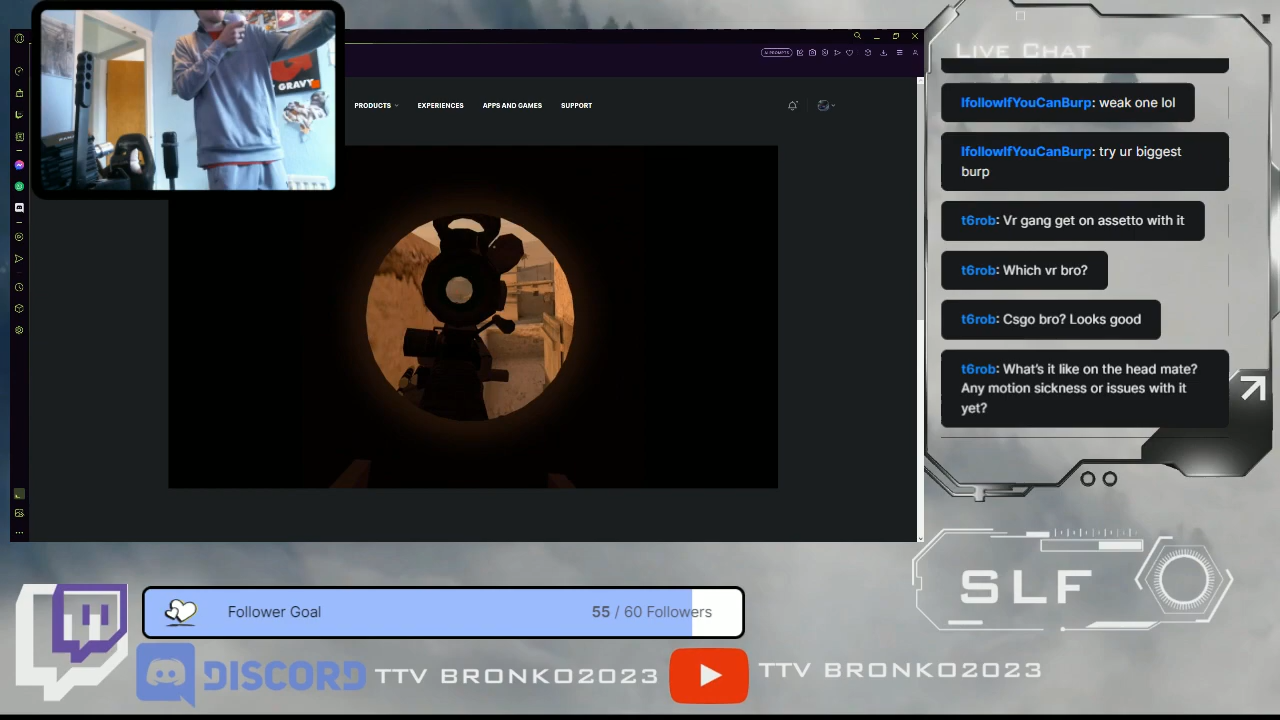 GRAVY
AI PROMPTS
PRODUCTS
EXPERIENCES
APPS AND GAMES
SUPPORT
LIVE CHAT
IfollowIfYouCanBurp: weak one lol
IfollowIfYouCanBurp: try ur biggest
burp
t6rob: Vr gang get on assetto with it
t6rob: Which vr bro?
t6rob: Csgo bro? Looks good
t6rob: What's it like on the head mate?
Any motion sickness or issues with it
yet?
SLF
Follower Goal
55 / 60 Followers
DISCORD
TTV BRONKO2023
TTV BRONKO2023